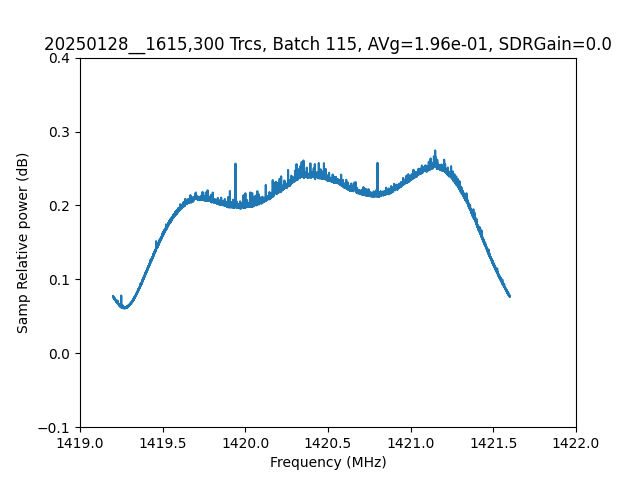 20250128__1615,300 Trcs, Batch 115, AVg=1.96e-01, SDRGain=0.0
0.4
0.3
0.2
0.1
0.0
−0.1
Samp Relative power (dB)
1419.0 1419.5 1420.0 1420.5 1421.0 1421.5 1422.0
Frequency (MHz)